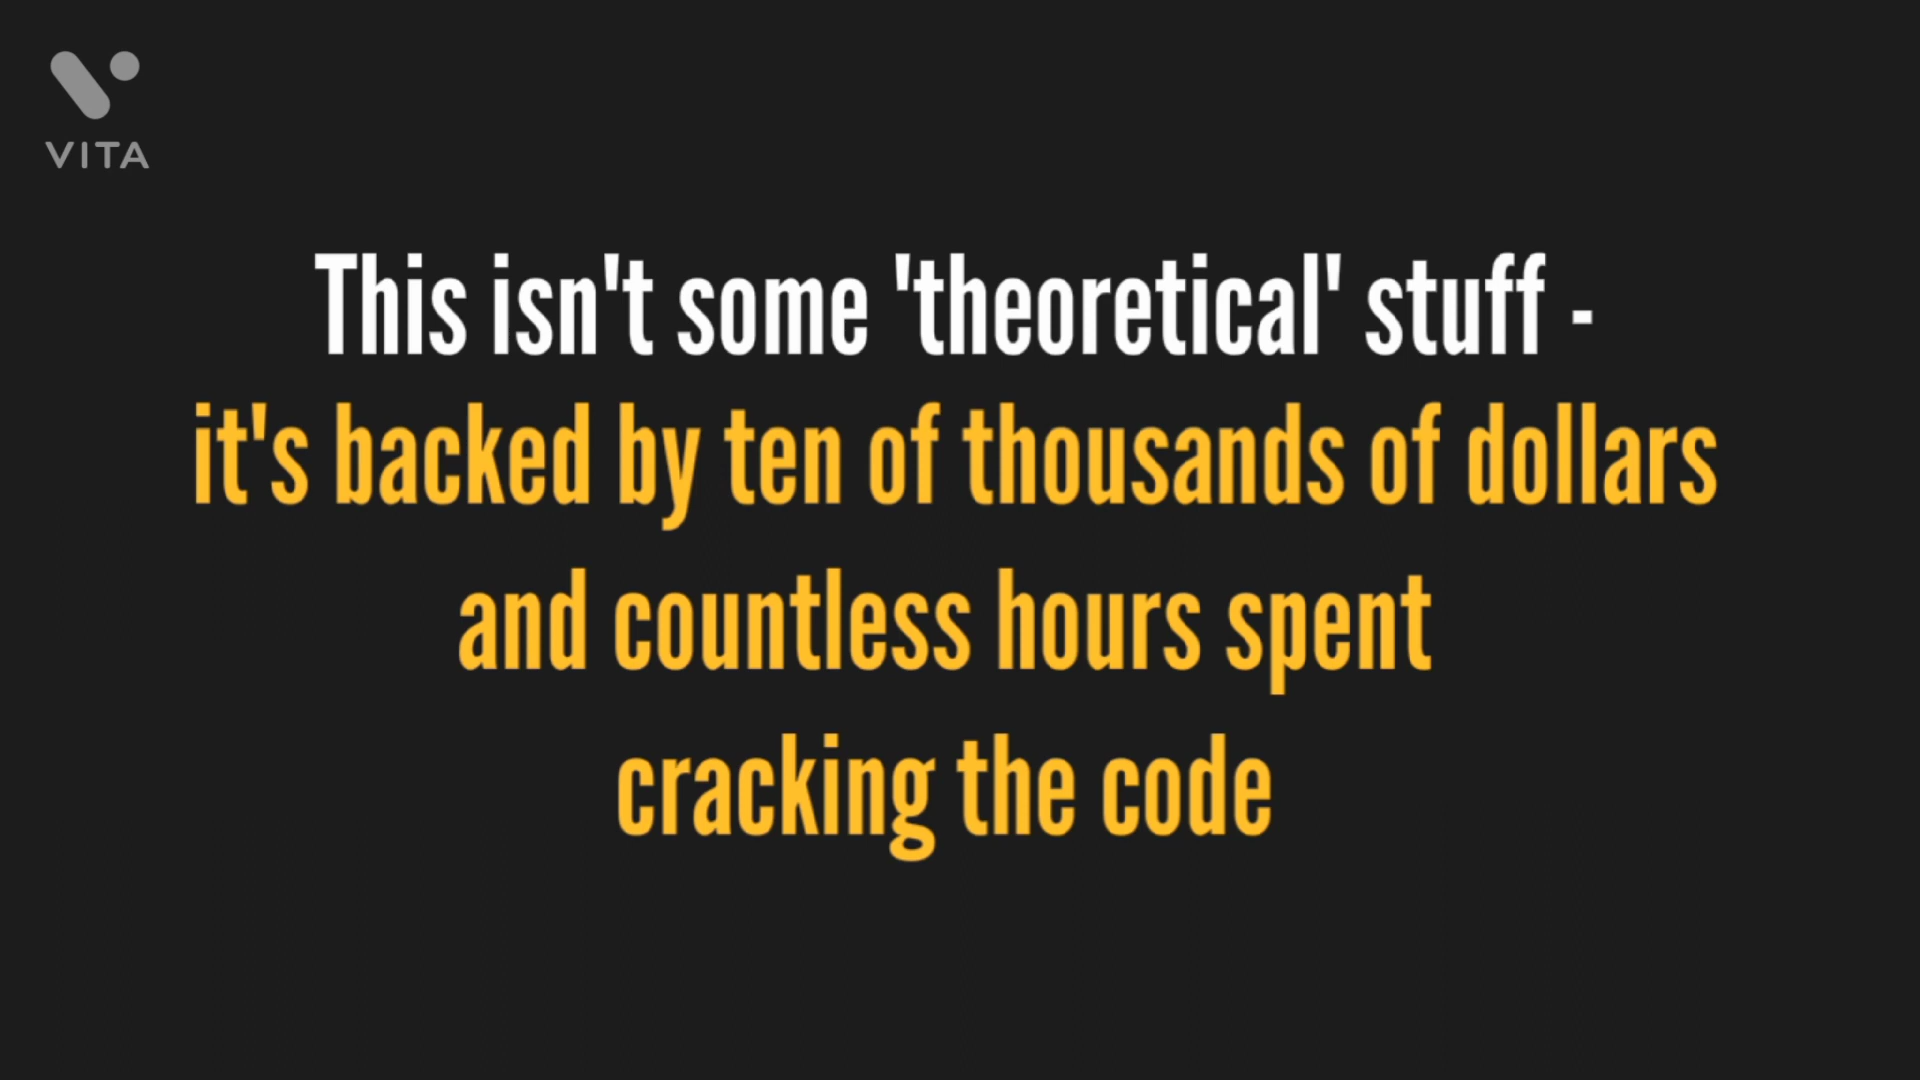 VITA
This isn't some 'theoretical' stuff -
it's backed by ten of thousands of dollars
and countless hours spent
cracking the code